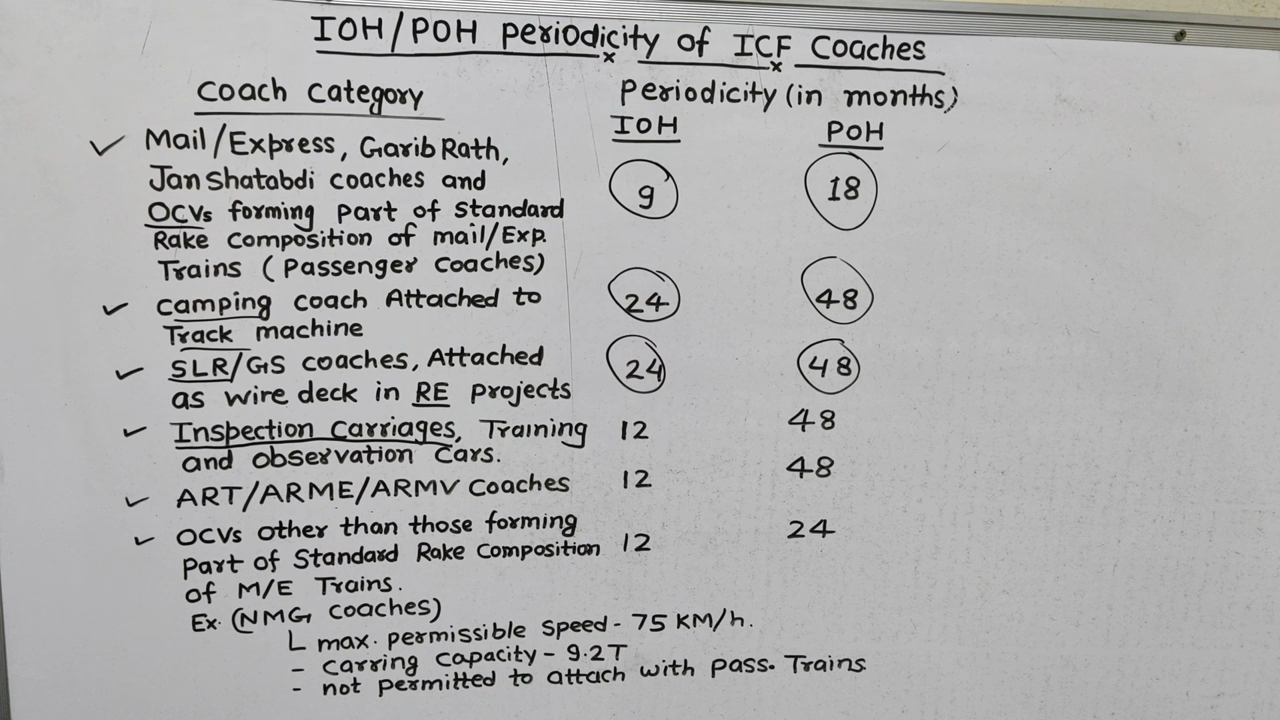 IOH/POH periodicity of ICF Coaches
Coach Category Periodicity (in months)
IOH POH
✓ Mail/Express, Garib Rath,
Jan Shatabdi coaches and 9 18
OCVs forming part of Standard
Rake Composition of mail/Exp.
Trains (Passenger Coaches)
✓ Camping coach Attached to 24 48
Track machine
✓ SLR/GS coaches, Attached 24 48
as wire deck in RE projects
✓ Inspection Carriages, Training 12 48
and observation Cars.
✓ ART/ARME/ARMV Coaches 12 48
✓ OCVs other than those forming 12 24
part of Standard Rake Composition
of M/E Trains.
Ex. (NMG coaches)
max. permissible speed - 75 KM/h.
- Carring Capacity - 9.2T
- not permitted to attach with pass. Trains